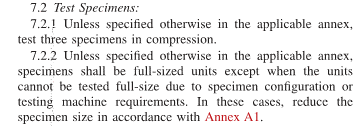 7.2 Test Specimens:
7.2.1 Unless specified otherwise in the applicable annex,
test three specimens in compression.
7.2.2 Unless specified otherwise in the applicable annex,
specimens shall be full-sized units except when the units
cannot be tested full-size due to specimen configuration or
testing machine requirements. In these cases, reduce the
specimen size in accordance with Annex A1.